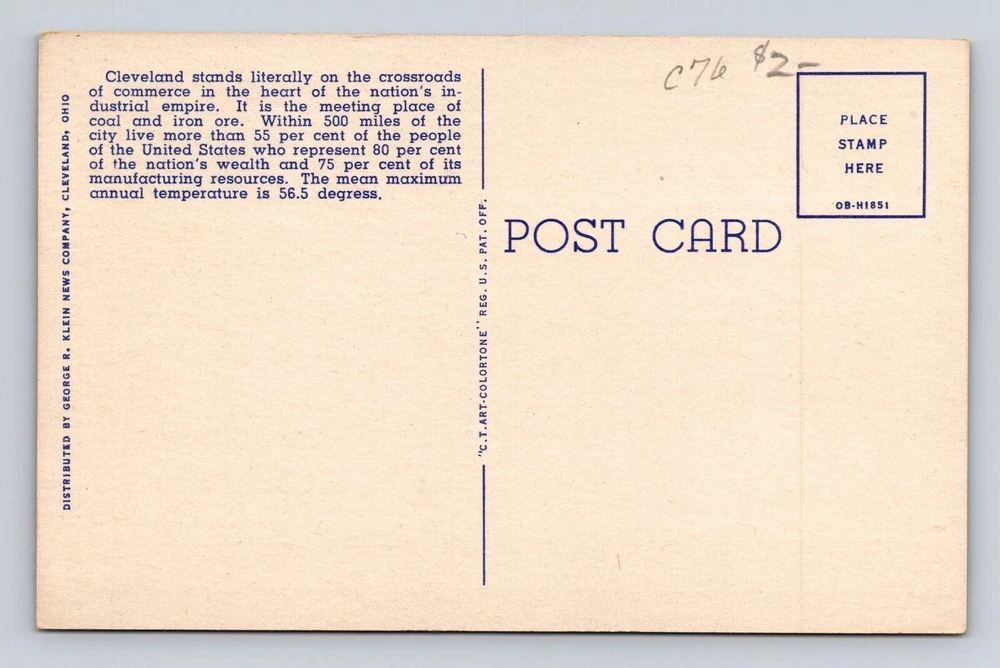 Cleveland stands literally on the crossroads
of commerce in the heart of the nation's in-
dustrial empire. It is the meeting place of
coal and iron ore. Within 500 miles of the
city live more than 55 per cent of the people
of the United States who represent 80 per cent
of the nation's wealth and 75 per cent of its
manufacturing resources. The mean maximum
annual temperature is 56.5 degress.
DISTRIBUTED BY GEORGE R. KLEIN NEWS COMPANY, CLEVELAND, OHIO
"C.T. ART-COLORTONE" REG. U.S. PAT. OFF.
C76 $2-
PLACE
STAMP
HERE
OB-H1851
POST CARD